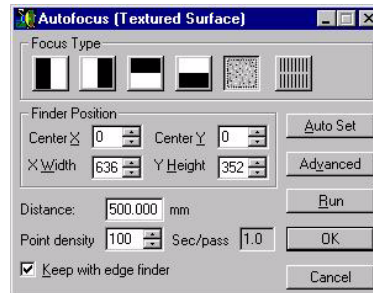 Autofocus (Textured Surface)
Focus Type
Finder Position
Center X 0 Center Y 0
X Width 636 Y Height 352
Auto Set
Advanced
Distance: 500.000 mm
Run
Point density 100 Sec/pass 1.0
OK
Keep with edge finder
Cancel